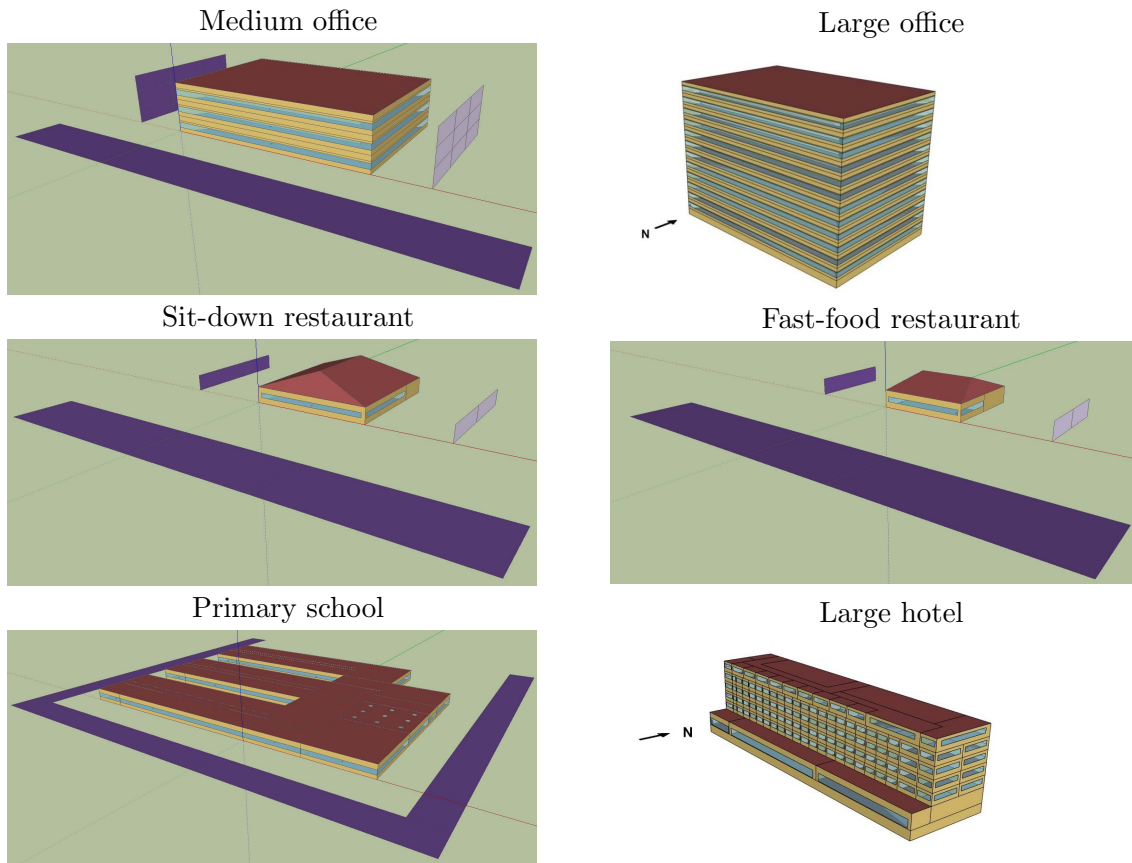 Medium office
Large office
N
Sit-down restaurant
Fast-food restaurant
Primary school
Large hotel
N